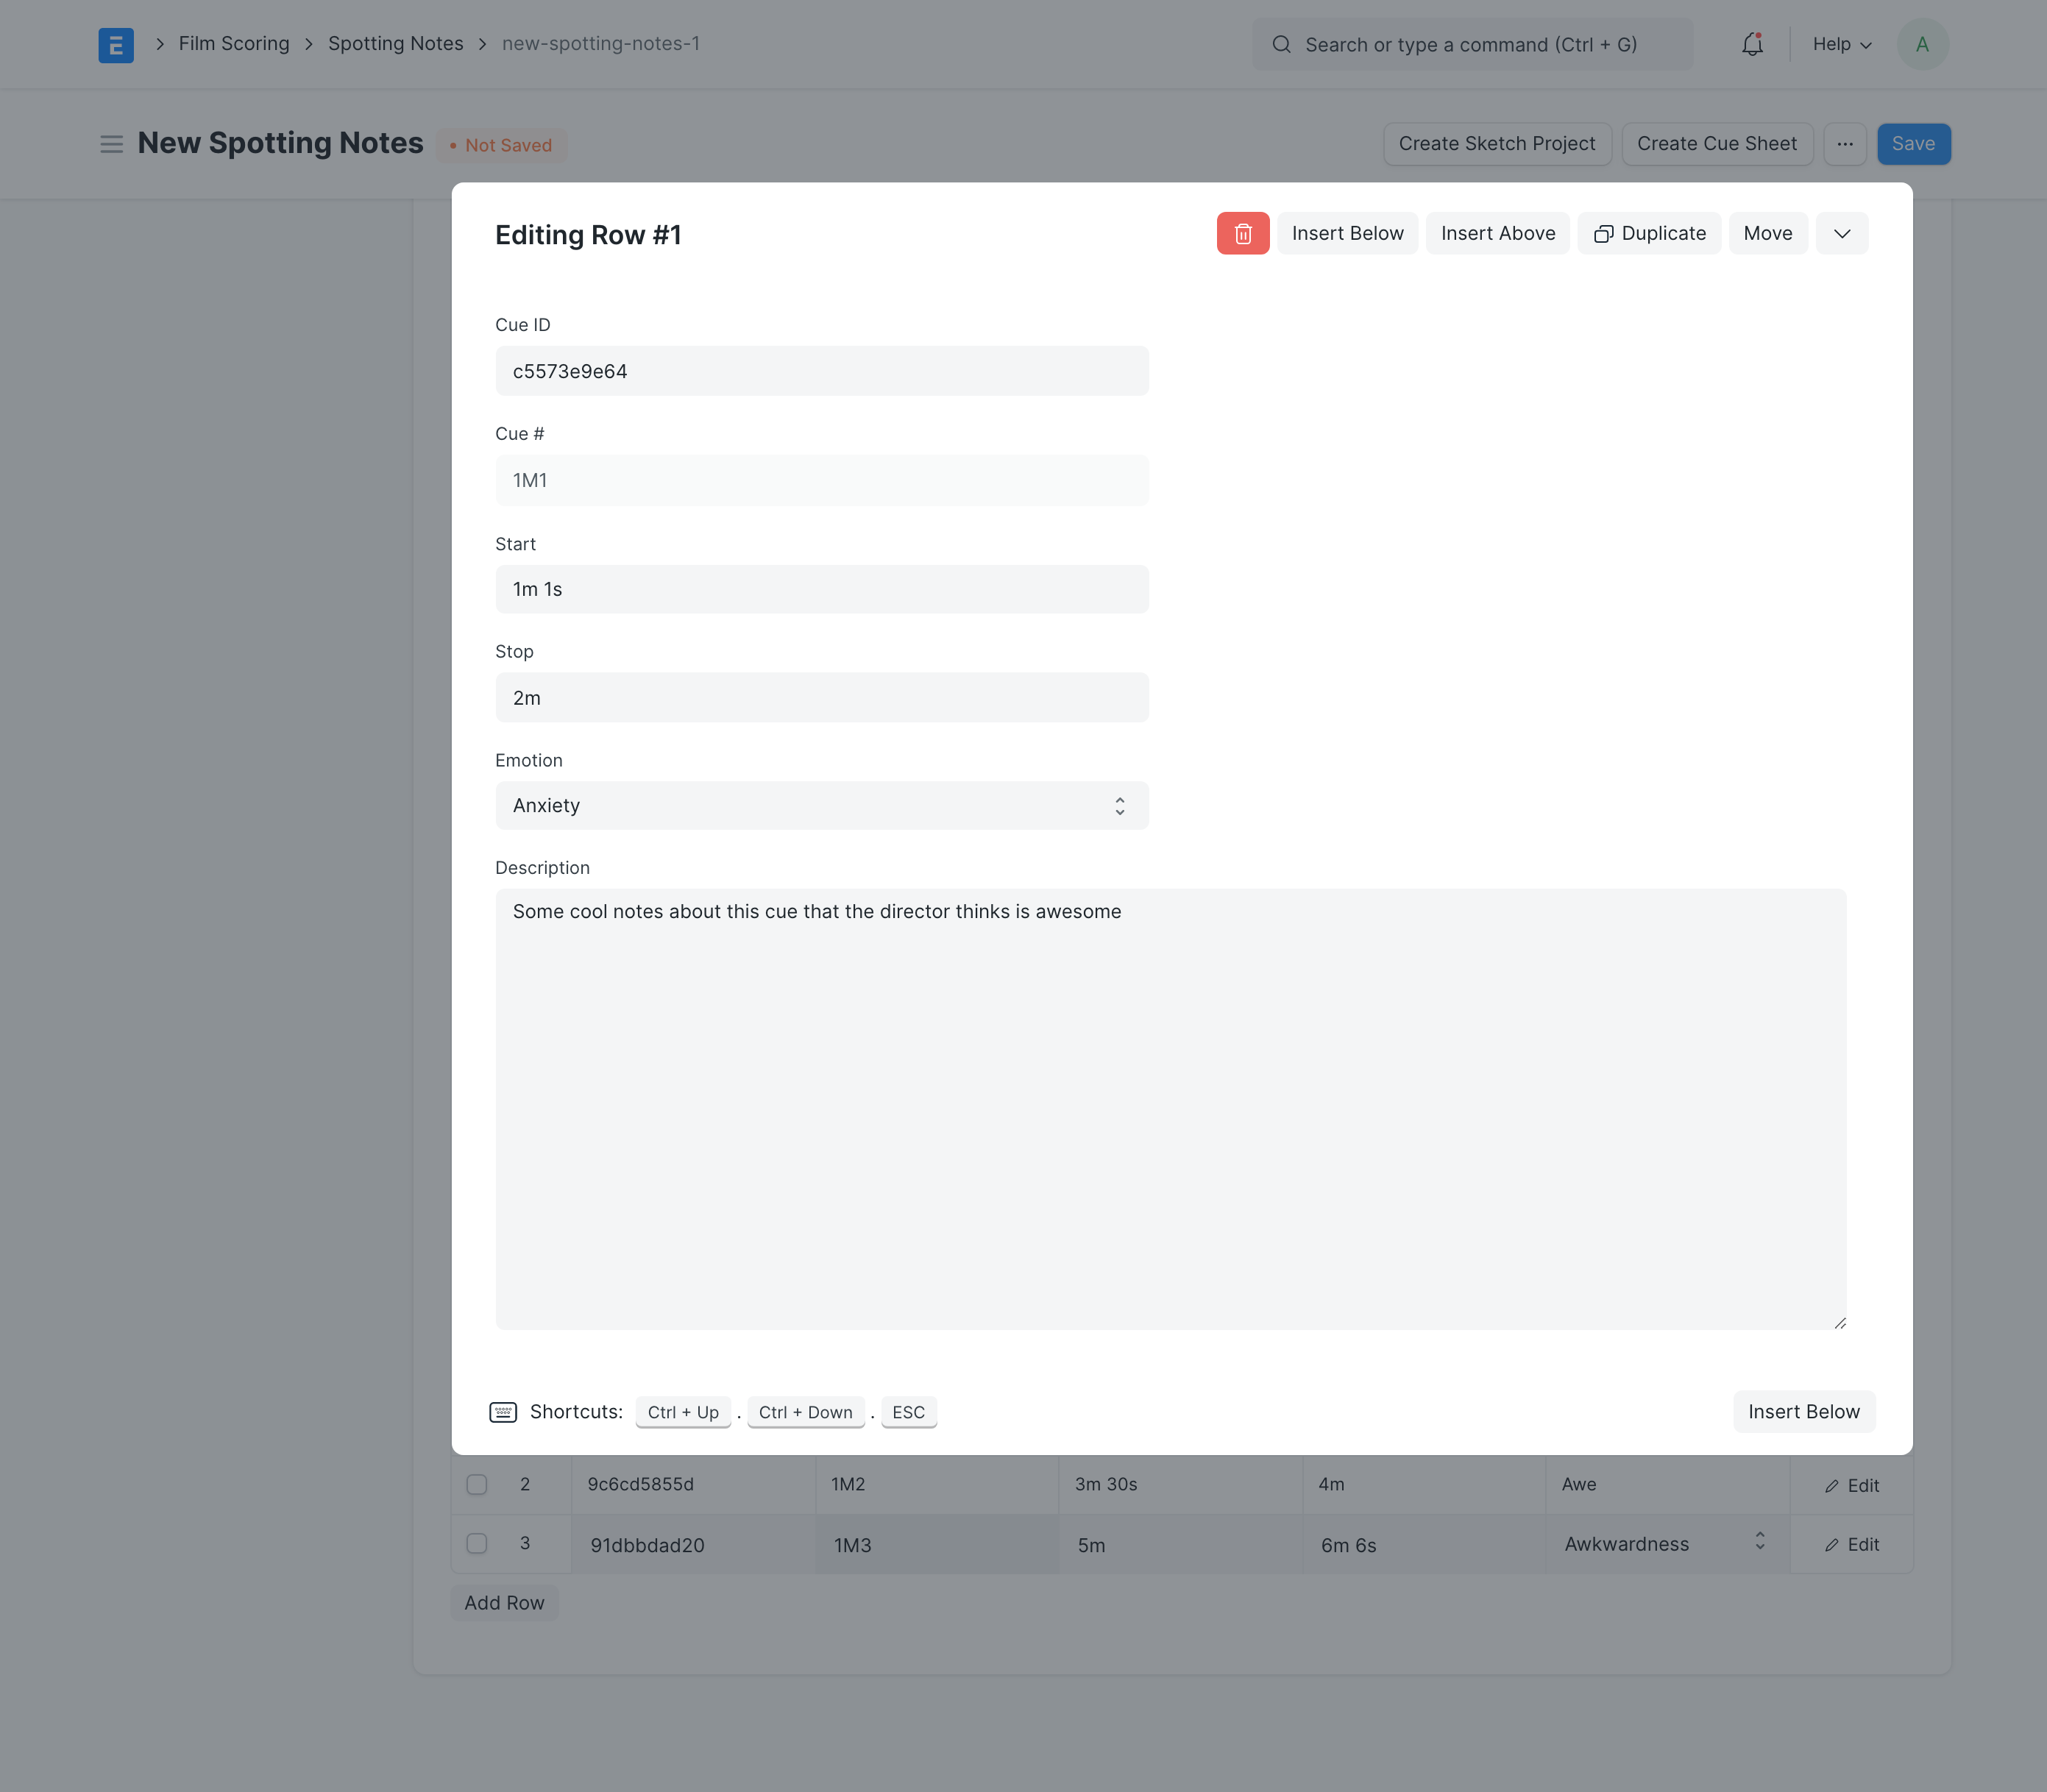 E Film Scoring Spotting Notes new-spotting-notes-1 Search or type a command (Ctrl + G) Help A
New Spotting Notes Not Saved Create Sketch Project Create Cue Sheet ... Save
Editing Row #1 Insert Below Insert Above Duplicate Move
Cue ID
c5573e9e64
Cue #
1M1
Start
1m 1s
Stop
2m
Emotion
Anxiety
Description
Some cool notes about this cue that the director thinks is awesome
Shortcuts: Ctrl + Up . Ctrl + Down . ESC Insert Below
2 9c6cd5855d 1M2 3m 30s 4m Awe Edit
3 91dbbdad20 1M3 5m 6m 6s Awkwardness Edit
Add Row